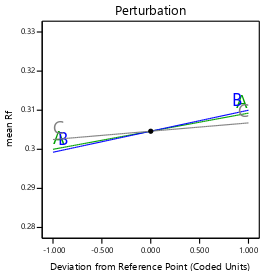 Perturbation
0.33
0.32
0.31
0.3
0.29
0.28
mean Rf
B
A
C
C
A
B
-1.000 -0.500 0.000 0.500 1.000
Deviation from Reference Point (Coded Units)